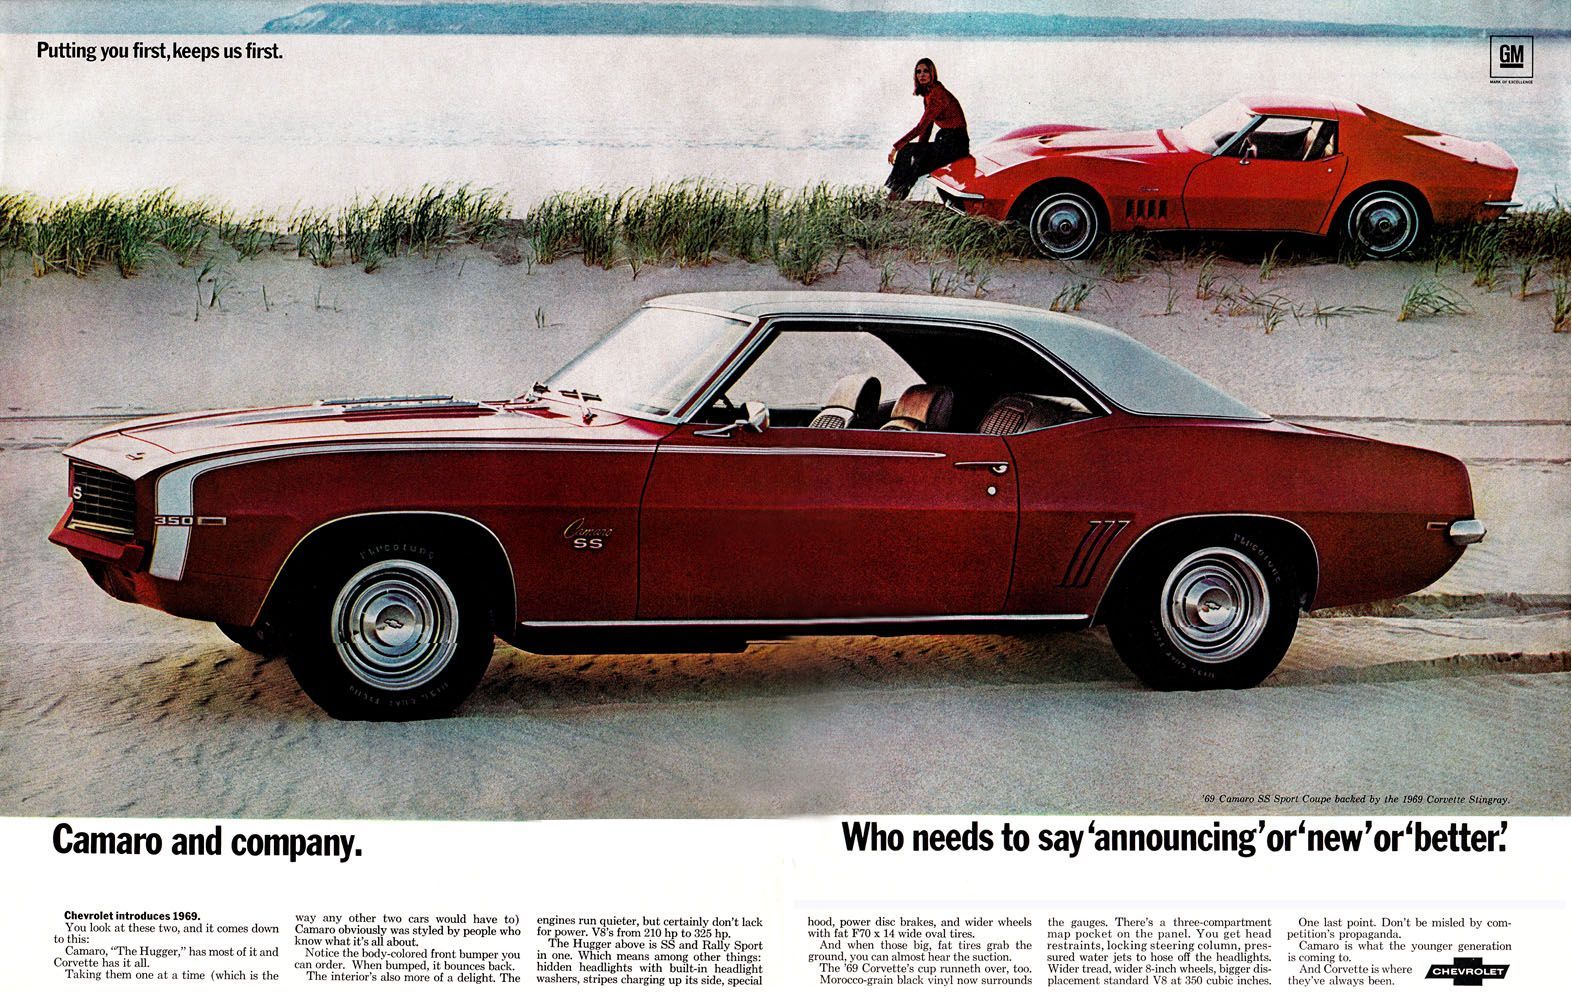 Putting you first, keeps us first.
GM
MARK OF EXCELLENCE
S
350
Camaro
SS
'69 Camaro SS Sport Coupe backed by the 1969 Corvette Stingray.
Camaro and company.
Who needs to say 'announcing' or 'new' or 'better.'
Chevrolet introduces 1969.
You look at these two, and it comes down
to this:
Camaro, "The Hugger," has most of it and
Corvette has it all.
Taking them one at a time (which is the
way any other two cars would have to)
Camaro obviously was styled by people who
know what it's all about.
Notice the body-colored front bumper you
can order. When bumped, it bounces back.
The interior's also more of a delight. The
engines run quieter, but certainly don't lack
for power. V8's from 210 hp to 325 hp.
The Hugger above is SS and Rally Sport
in one. Which means among other things:
hidden headlights with built-in headlight
washers, stripes charging up its side, special
hood, power disc brakes, and wider wheels
with fat F70 x 14 wide oval tires.
And when those big, fat tires grab the
ground, you can almost hear the suction.
The '69 Corvette's cup runneth over, too.
Morocco-grain black vinyl now surrounds
the gauges. There's a three-compartment
map pocket on the panel. You get head
restraints, locking steering column, pres-
sured water jets to hose off the headlights.
Wider tread, wider 8-inch wheels, bigger dis-
placement standard V8 at 350 cubic inches.
One last point. Don't be misled by com-
petition's propaganda.
Camaro is what the younger generation
is coming to.
And Corvette is where
they've always been.
CHEVROLET